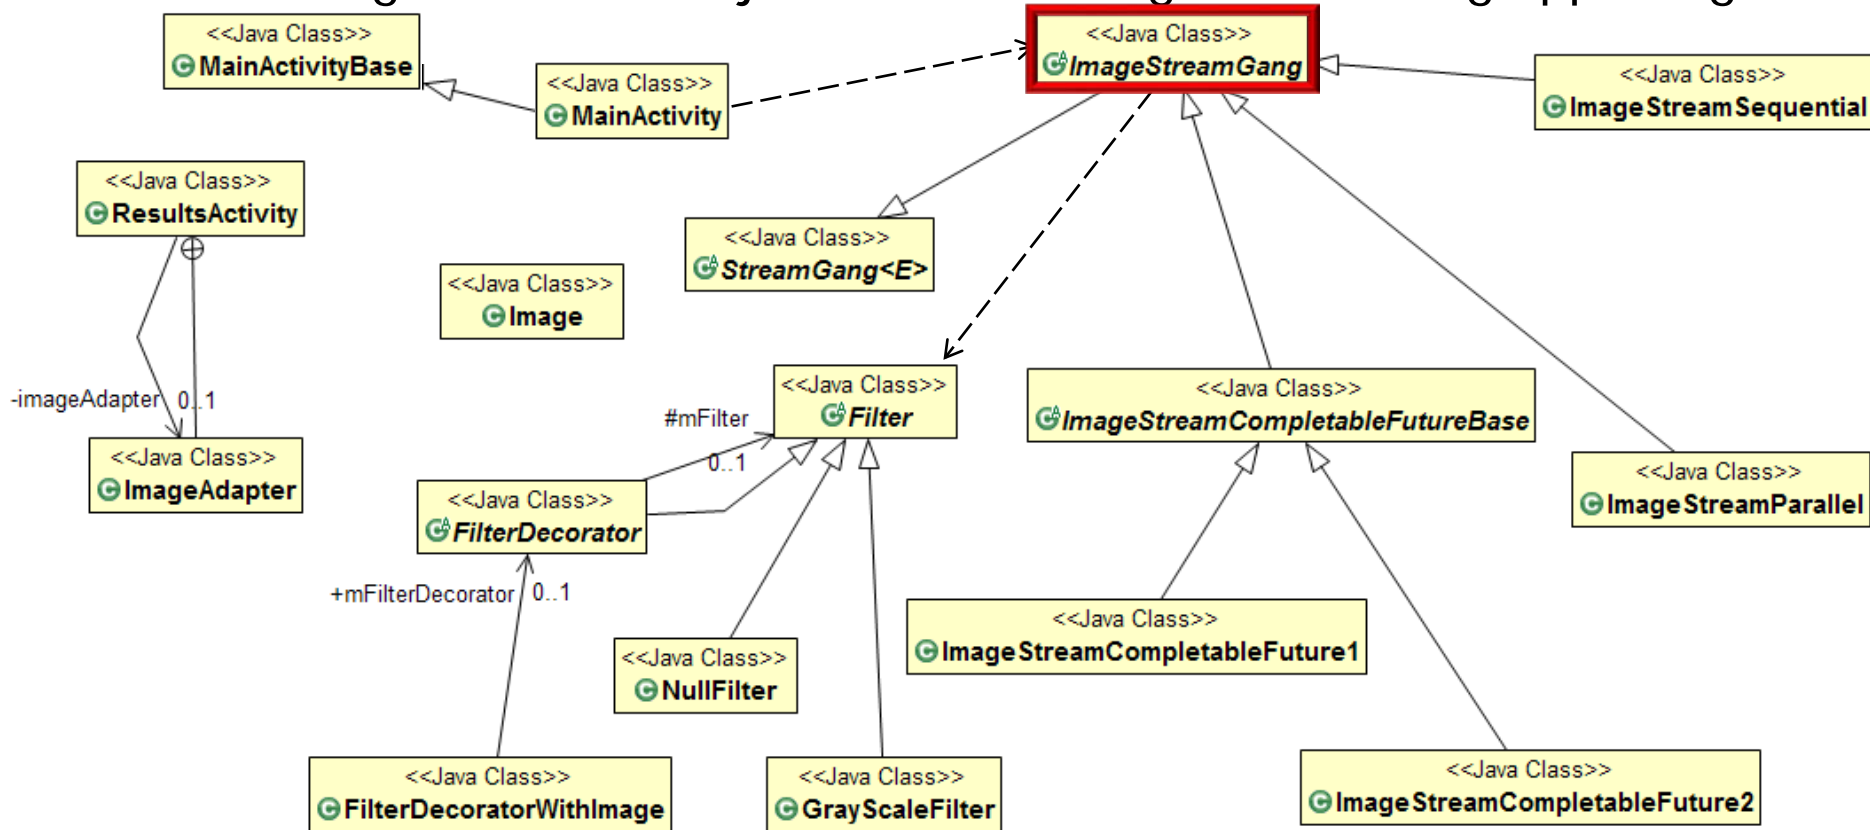 <<Java Class>>
MainActivityBase
<<Java Class>>
MainActivity
<<Java Class>>
ImageStreamGang
<<Java Class>>
ImageStreamSequential
<<Java Class>>
ResultsActivity
<<Java Class>>
StreamGang<E>
<<Java Class>>
Image
-imageAdapter 0..1
<<Java Class>>
ImageAdapter
<<Java Class>>
Filter
#mFilter
0..1
<<Java Class>>
ImageStreamCompletableFutureBase
<<Java Class>>
ImageStreamParallel
<<Java Class>>
FilterDecorator
+mFilterDecorator 0..1
<<Java Class>>
ImageStreamCompletableFuture1
<<Java Class>>
NullFilter
<<Java Class>>
FilterDecoratorWithImage
<<Java Class>>
GrayScaleFilter
<<Java Class>>
ImageStreamCompletableFuture2